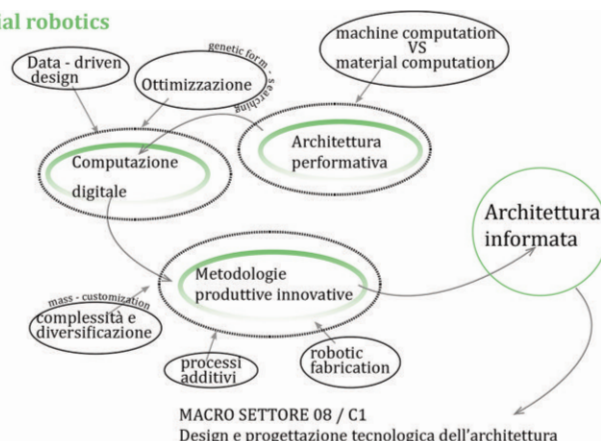 ial robotics
machine computation
VS
material computation
Data - driven
design
Ottimizzazione
genetic form - searching
Architettura
performativa
Computazione
digitale
Architettura
informata
Metodologie
produttive innovative
mass - customization
complessità e
diversificazione
processi
additivi
robotic
fabrication
MACRO SETTORE 08 / C1
Design e progettazione tecnologica dell'architettura